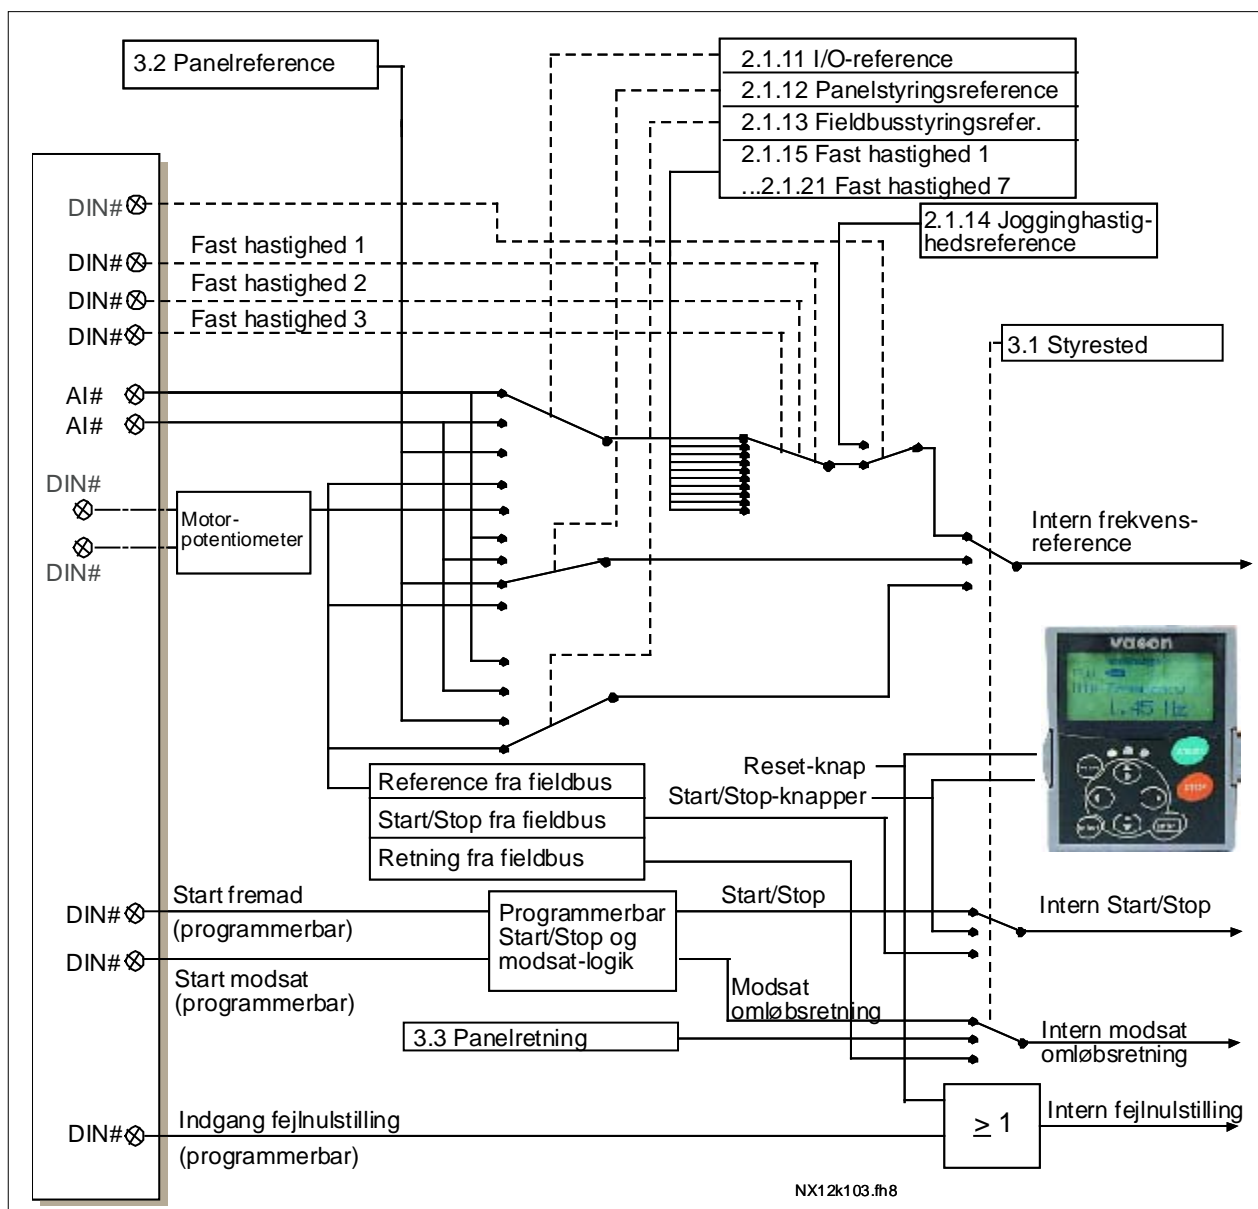 3.2 Panelreference
2.1.11 I/O-reference
2.1.12 Panelstyringsreference
2.1.13 Fieldbusstyringsrefer.
2.1.15 Fast hastighed 1
...2.1.21 Fast hastighed 7
2.1.14 Jogginghastig-
hedsreference
DIN#
Fast hastighed 1
DIN#
Fast hastighed 2
DIN#
Fast hastighed 3
DIN#
3.1 Styrested
AI#
AI#
DIN#
Motor-
potentiometer
DIN#
Intern frekvens-
reference
vacon
1.45 Hz
STOP
Reset-knap
Start/Stop-knapper
Reference fra fieldbus
Start/Stop fra fieldbus
Retning fra fieldbus
DIN#
Start fremad
(programmerbar)
Programmerbar
Start/Stop og
modsat-logik
Start/Stop
Intern Start/Stop
DIN#
Start modsat
(programmerbar)
Modsat
omløbsretning
3.3 Panelretning
Intern modsat
omløbsretning
DIN#
Indgang fejlnulstilling
(programmerbar)
≥ 1
Intern fejlnulstilling
NX12k103.fh8